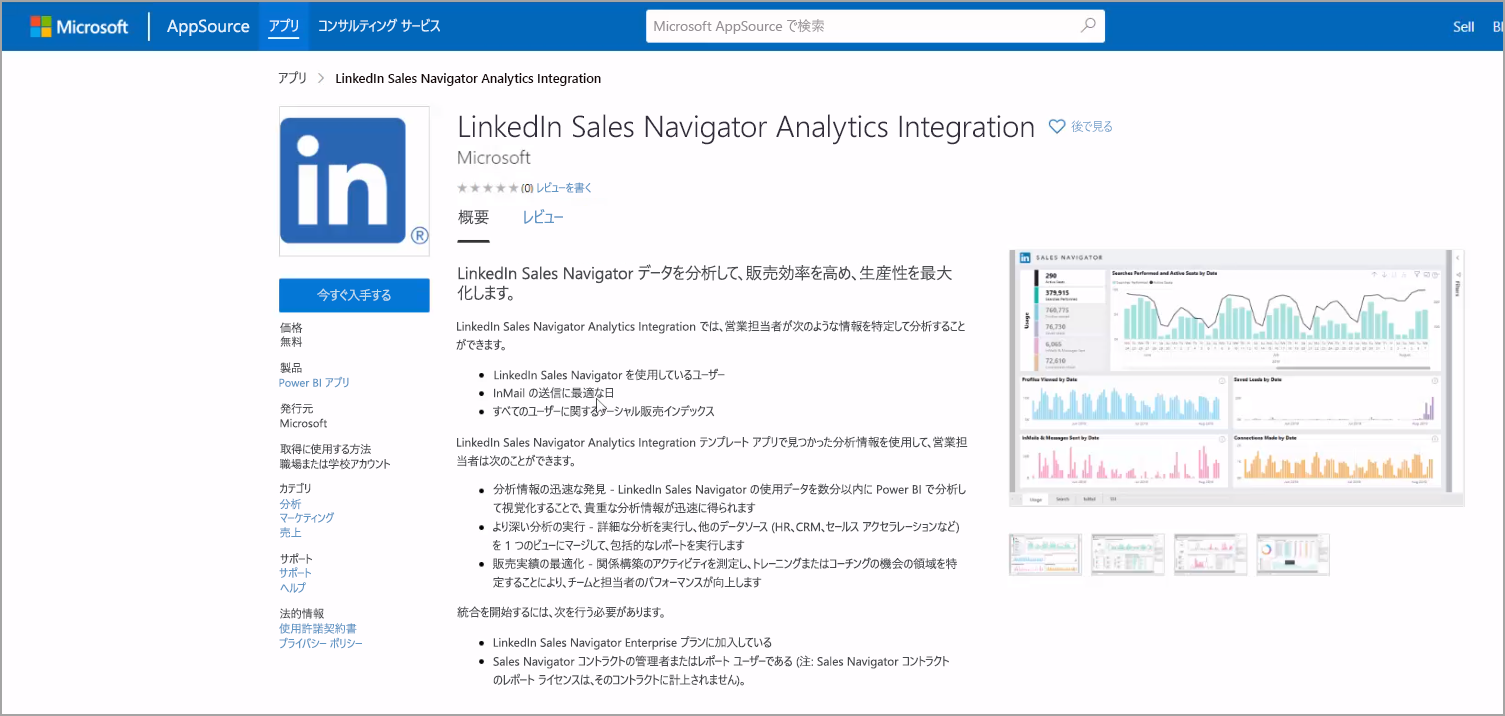 Microsoft AppSource アプリ コンサルティング サービス Microsoft AppSource で検索 Sell
アプリ > LinkedIn Sales Navigator Analytics Integration
in
®
LinkedIn Sales Navigator Analytics Integration 後で見る
Microsoft
(0) レビューを書く
概要 レビュー
今すぐ入手する
価格
無料
製品
Power BI アプリ
発行元
Microsoft
取得に使用する方法
職場または学校アカウント
カテゴリ
分析
マーケティング
売上
サポート
サポート
ヘルプ
法的情報
使用許諾契約書
プライバシー ポリシー
LinkedIn Sales Navigator データを分析して、販売効率を高め、生産性を最大
化します。
LinkedIn Sales Navigator Analytics Integration では、営業担当者が次のような情報を特定して分析すること
ができます。
• LinkedIn Sales Navigator を使用しているユーザー
• InMail の送信に最適な日
• すべてのユーザーに関するソーシャル販売インデックス
LinkedIn Sales Navigator Analytics Integration テンプレート アプリで見つかった分析情報を使用して、営業担
当者は次のことができます。
• 分析情報の迅速な発見 - LinkedIn Sales Navigator の使用データを数分以内に Power BI で分析し
て視覚化することで、貴重な分析情報が迅速に得られます
• より深い分析の実行 - 詳細な分析を実行し、他のデータソース (HR、CRM、セールス アクセラレーションなど)
を 1 つのビューにマージして、包括的なレポートを実行します
• 販売実績の最適化 - 関係構築のアクティビティを測定し、トレーニングまたはコーチングの機会の領域を特
定することにより、チームと担当者のパフォーマンスが向上します
統合を開始するには、次を行う必要があります。
• LinkedIn Sales Navigator Enterprise プランに加入している
• Sales Navigator コントラクトの管理者またはレポート ユーザーである (注: Sales Navigator コントラクト
のレポート ライセンスは、そのコントラクトに計上されません)。
in SALES NAVIGATOR
290
Active Seats
379,915
Searches Performed
760,775
76,730
6,065
72,610
Usage
Searches Performed and Active Seats by Date
Filters
Profiles Viewed by Date
Saved Leads by Date
InMails & Messages Sent by Date
Connections Made by Date
Usage Search InMail SSI